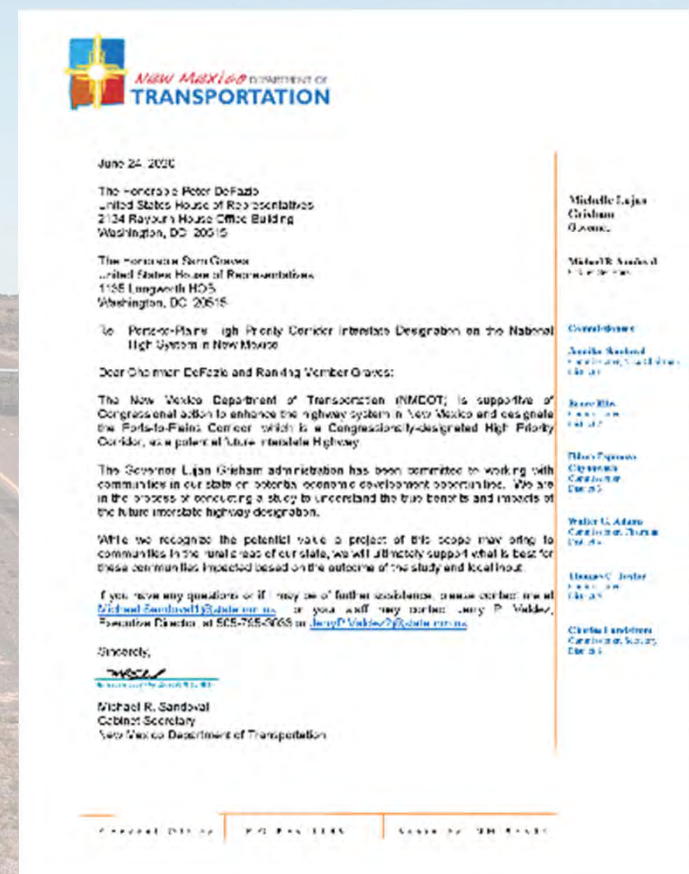 New Mexico DEPARTMENT OF
TRANSPORTATION
June 24, 2020
The Honorable Peter DeFazio
United States House of Representatives
2134 Rayburn House Office Building
Washington, DC 20515
The Honorable Sam Graves
United States House of Representatives
1135 Longworth HOB
Washington, DC 20515
Re: Ports-to-Plains High Priority Corridor Interstate Designation on the National
High System in New Mexico
Dear Chairman DeFazio and Ranking Member Graves:
The New Mexico Department of Transportation (NMDOT) is supportive of
Congressional action to enhance the highway system in New Mexico and designate
the Ports-to-Plains Corridor, which is a Congressionally-designated High Priority
Corridor, as a potential future Interstate Highway.
The Governor Lujan Grisham administration has been committed to working with
communities in our state on potential economic development opportunities. We are
in the process of conducting a study to understand the true benefits and impacts of
the future interstate highway designation.
While we recognize the potential value a project of this scope may bring to
communities in the rural areas of our state, we will ultimately support what is best for
these communities impacted based on the outcome of the study and local input.
If you have any questions or if I may be of further assistance, please contact me at
or your staff may contact Jerry P. Valdez,
Executive Director, at
Sincerely,
Michael R. Sandoval
Cabinet Secretary
New Mexico Department of Transportation
Michelle Lujan
Grisham
Governor
Michael R. Sandoval
Commissioners
Jennifer Sandoval
Bruce Ellis
Walter G. Adams
Charles Lundstrom